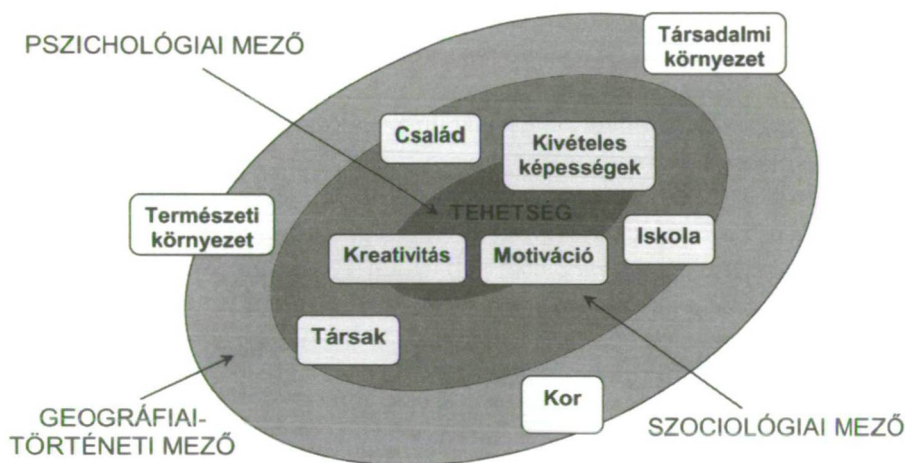 PSZICHOLÓGIAI MEZŐ
Társadalmi
környezet
Család
Kivételes
képességek
Természeti
környezet
TEHETSÉG
Iskola
Kreativitás
Motiváció
Társak
Kor
GEOGRÁFIAI-
TÖRTÉNETI MEZŐ
SZOCIOLÓGIAI MEZŐ